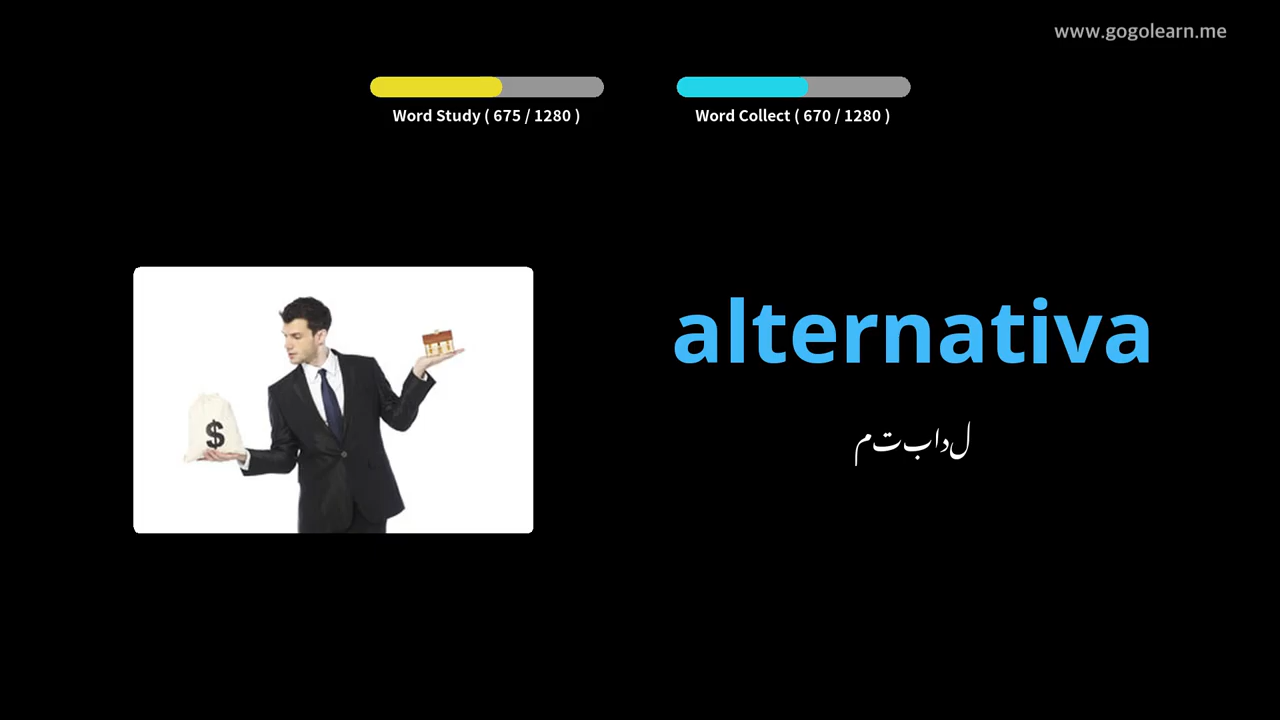 www.gogolearn.me
Word Study ( 675 / 1280 )
Word Collect ( 670 / 1280 )
alternativa
متبادل
$